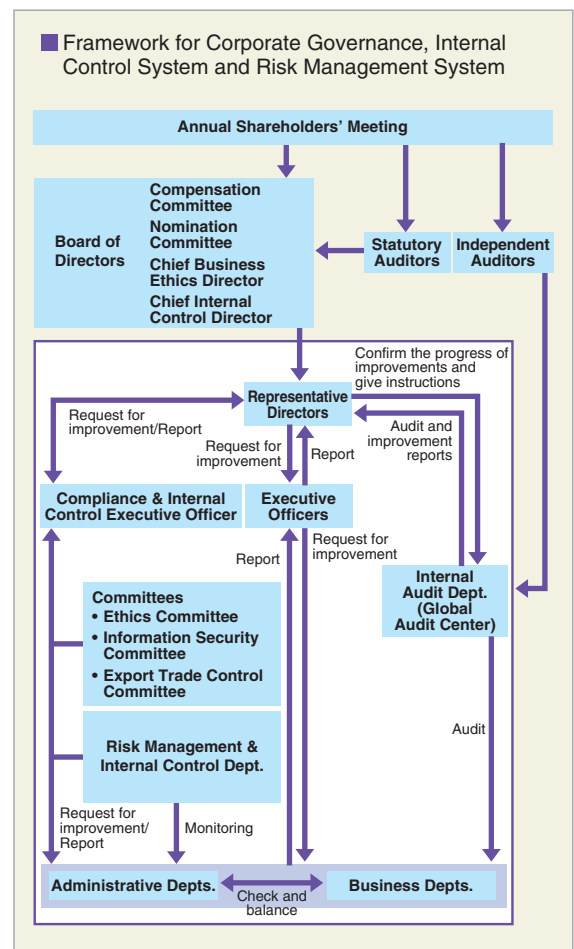 Framework for Corporate Governance, Internal
Control System and Risk Management System
Annual Shareholders' Meeting
Board of
Directors
Compensation
Committee
Nomination
Committee
Chief Business
Ethics Director
Chief Internal
Control Director
Statutory
Auditors
Independent
Auditors
Confirm the progress of
improvements and
give instructions
Representative
Directors
Request for
improvement/Report
Request for
improvement
Report
Audit and
improvement
reports
Compliance & Internal
Control Executive Officer
Executive
Officers
Report
Request for
improvement
Internal
Audit Dept.
(Global
Audit Center)
Committees
• Ethics Committee
• Information Security
Committee
• Export Trade Control
Committee
Risk Management &
Internal Control Dept.
Audit
Request for
improvement/
Report
Monitoring
Administrative Depts.
Check and
balance
Business Depts.